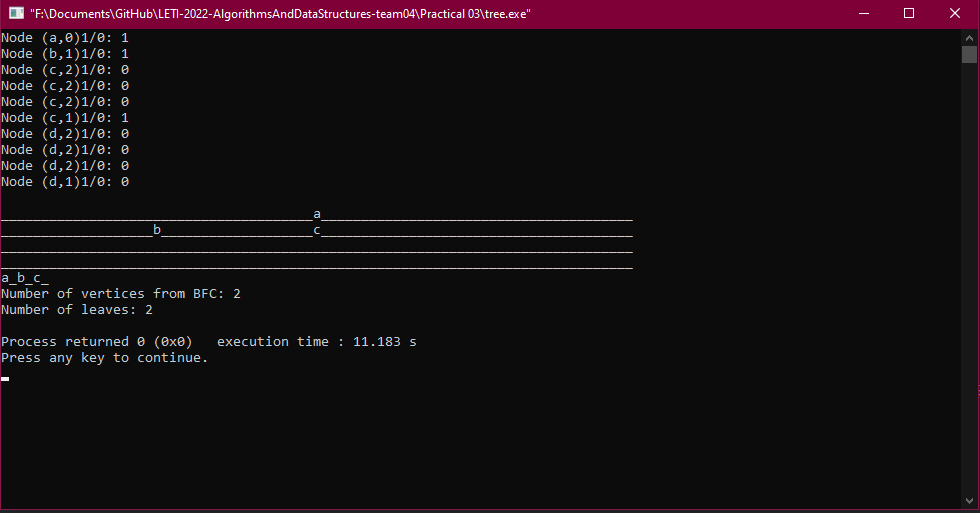 "F:\Documents\GitHub\LETI-2022-AlgorithmsAndDataStructures-team04\Practical 03\tree.exe"
Node (a,0)1/0: 1
Node (b,1)1/0: 1
Node (c,2)1/0: 0
Node (c,2)1/0: 0
Node (c,2)1/0: 0
Node (c,1)1/0: 1
Node (d,2)1/0: 0
Node (d,2)1/0: 0
Node (d,2)1/0: 0
Node (d,1)1/0: 0
_______________________________________a_______________________________________
___________________b___________________c_______________________________________
_______________________________________________________________________________
_______________________________________________________________________________
a_b_c_
Number of vertices from BFC: 2
Number of leaves: 2
Process returned 0 (0x0)   execution time : 11.183 s
Press any key to continue.